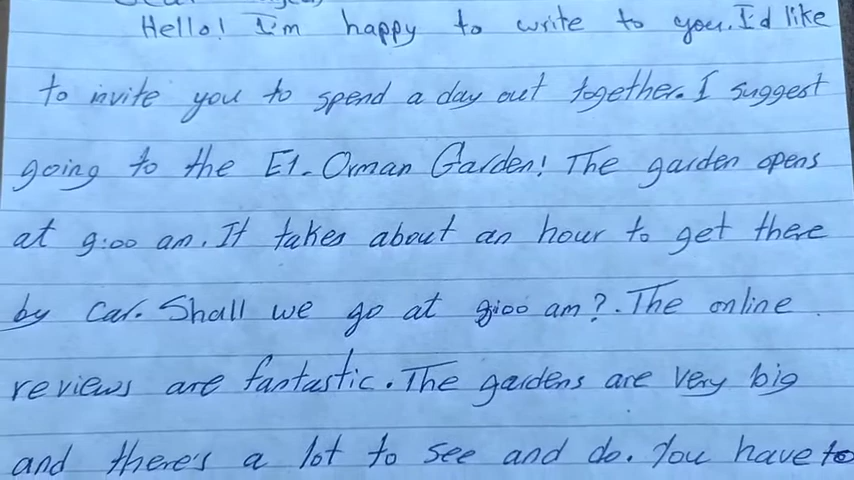 Hello! I'm happy to write to you. I'd like
to invite you to spend a day out together. I suggest
going to the El-Orman Garden! The garden opens
at 9:00 am. It takes about an hour to get there
by car. Shall we go at 9:00 am?. The online
reviews are fantastic. The gardens are very big
and there's a lot to see and do. You have to